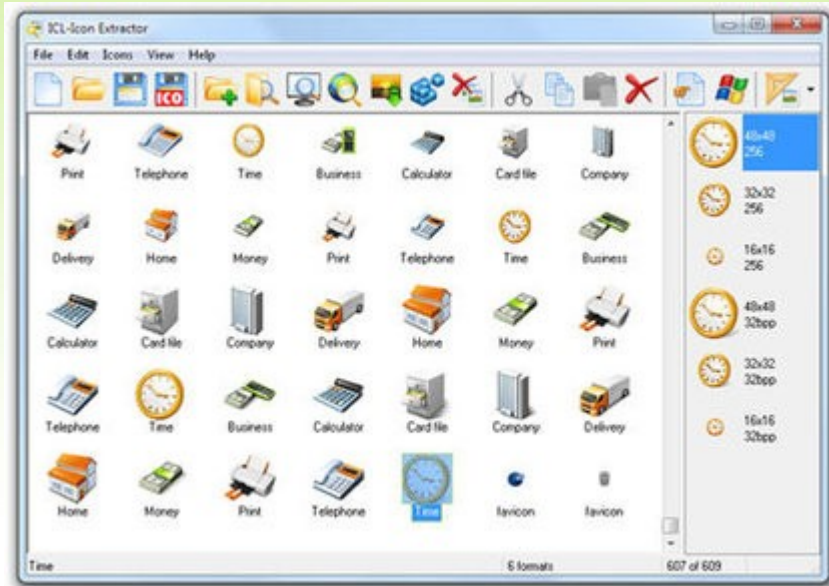 ICL-Icon Extractor
File Edit Icons View Help
ICO
Print Telephone Time Business Calculator Card file Company
Delivery Home Money Print Telephone Time Business
Calculator Card file Company Delivery Home Money Print
Telephone Time Business Calculator Card file Company Delivery
Home Money Print Telephone Time favicon favicon
48x48
256
32x32
256
16x16
256
48x48
32bpp
32x32
32bpp
16x16
32bpp
Time 6 formats 607 of 609